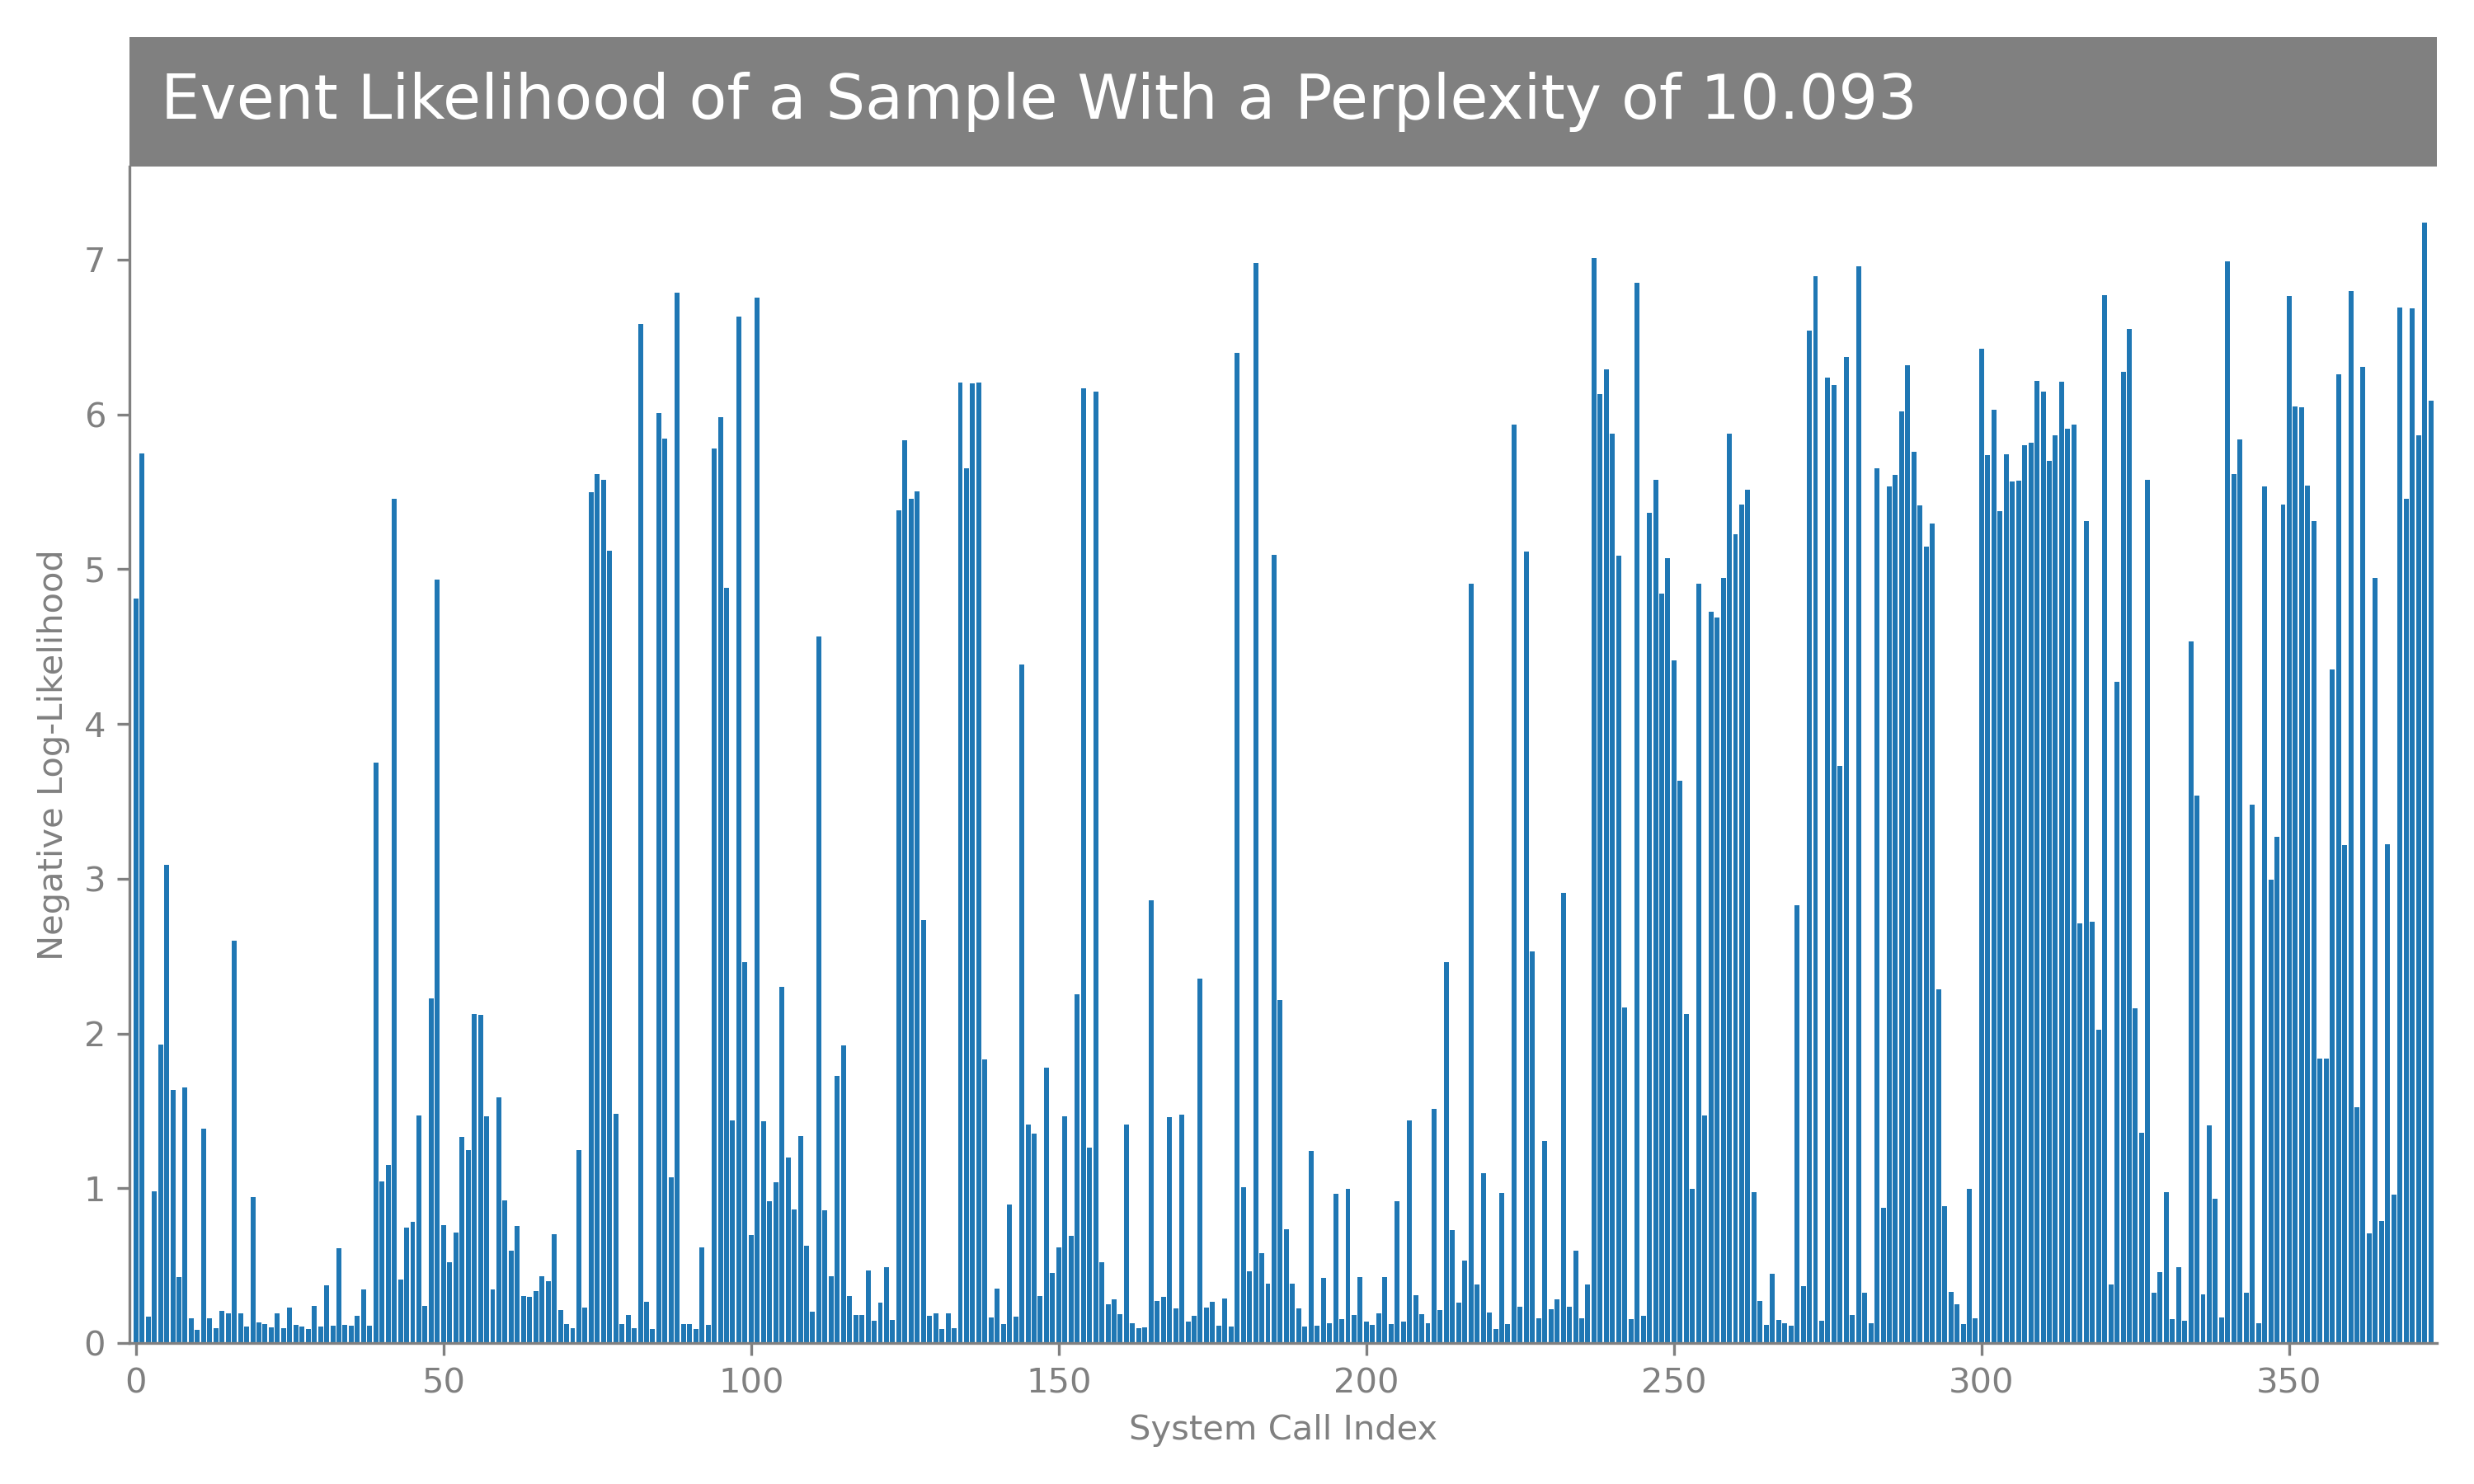 Event Likelihood of a Sample With a Perplexity of 10.093
Negative Log-Likelihood
7
6
5
4
3
2
1
0
0 50 100 150 200 250 300 350
System Call Index